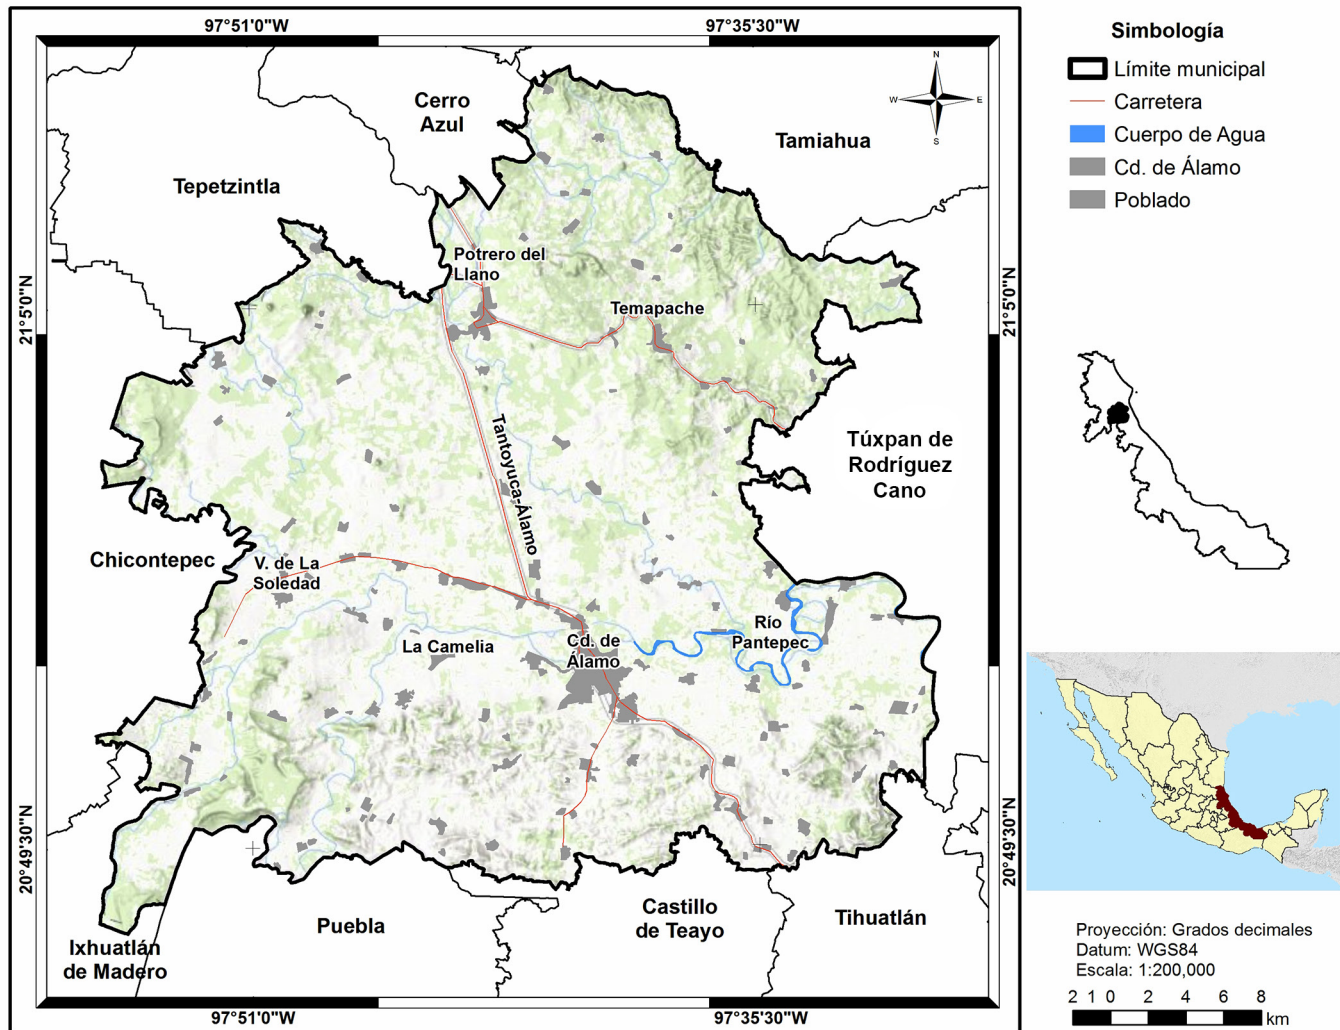 97°51'0"W
97°35'30"W
N
W
E
S
Cerro
Azul
Tamiahua
Tepetzintla
Potrero del
Llano
Temapache
21°5'0"N
21°5'0"N
Tantoyuca-Álamo
Túxpan de
Rodríguez
Cano
Chicontepec
V. de La
Soledad
La Camelia
Cd. de
Álamo
Río
Pantepec
20°49'30"N
20°49'30"N
Puebla
Castillo
de Teayo
Tihuatlán
Ixhuatlán
de Madero
97°51'0"W
97°35'30"W
Simbología
Límite municipal
Carretera
Cuerpo de Agua
Cd. de Álamo
Poblado
Proyección: Grados decimales
Datum: WGS84
Escala: 1:200,000
2 1 0 2 4 6 8
km